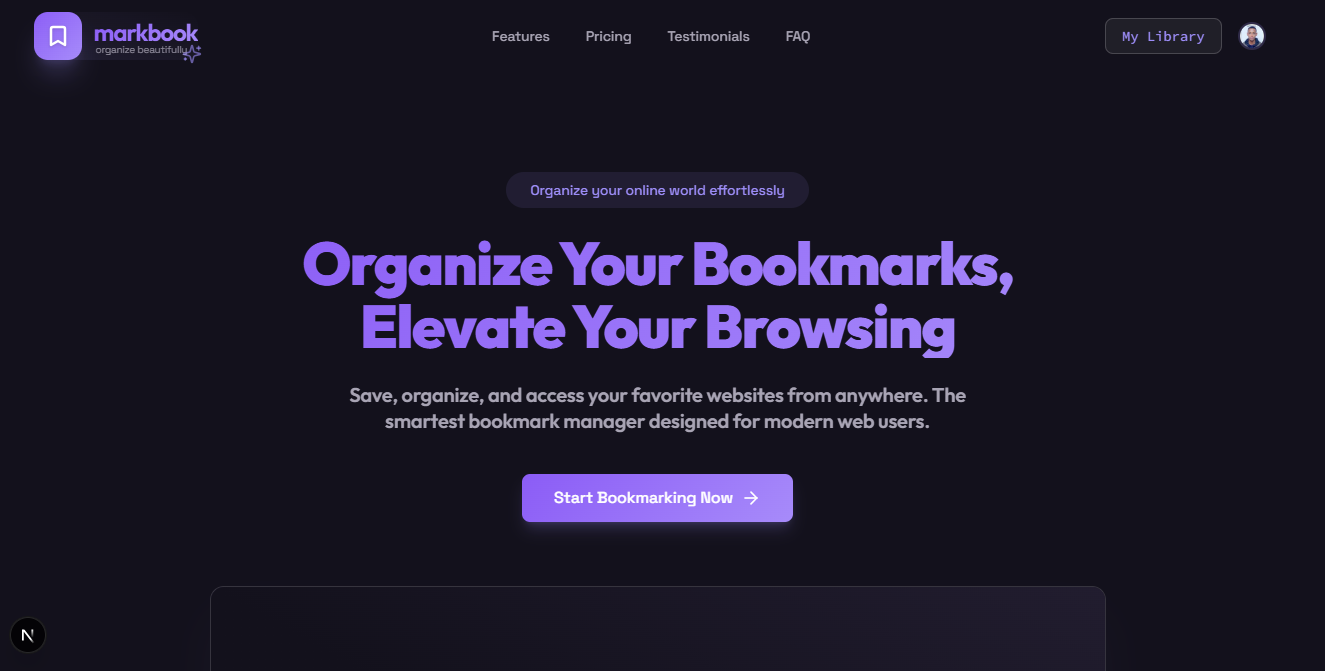 markbook
organize beautifully
Features
Pricing
Testimonials
FAQ
My Library
Organize your online world effortlessly
Organize Your Bookmarks,
Elevate Your Browsing
Save, organize, and access your favorite websites from anywhere. The
smartest bookmark manager designed for modern web users.
Start Bookmarking Now
N